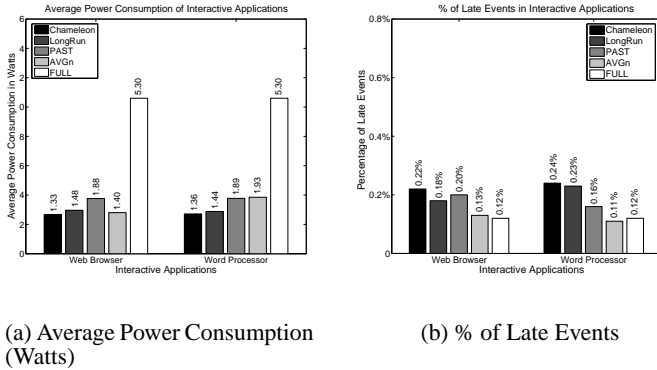 Average Power Consumption of Interactive Applications
6
4
2
0
8
6
4
2
0
Average Power Consumption in Watts
Chameleon
LongRun
PAST
AVGn
FULL
1.33
1.48
1.88
1.40
5.30
1.36
1.44
1.89
1.93
5.30
Web Browser
Word Processor
Interactive Applications
% of Late Events in Interactive Applications
0.8%
0.6%
0.4%
0.2%
0
Percentage of Late Events
Chameleon
LongRun
PAST
AVGn
FULL
0.22%
0.18%
0.20%
0.13%
0.12%
0.24%
0.23%
0.16%
0.11%
0.12%
Web Browser
Word Processor
Interactive Applications
(a) Average Power Consumption
(Watts)
(b) % of Late Events